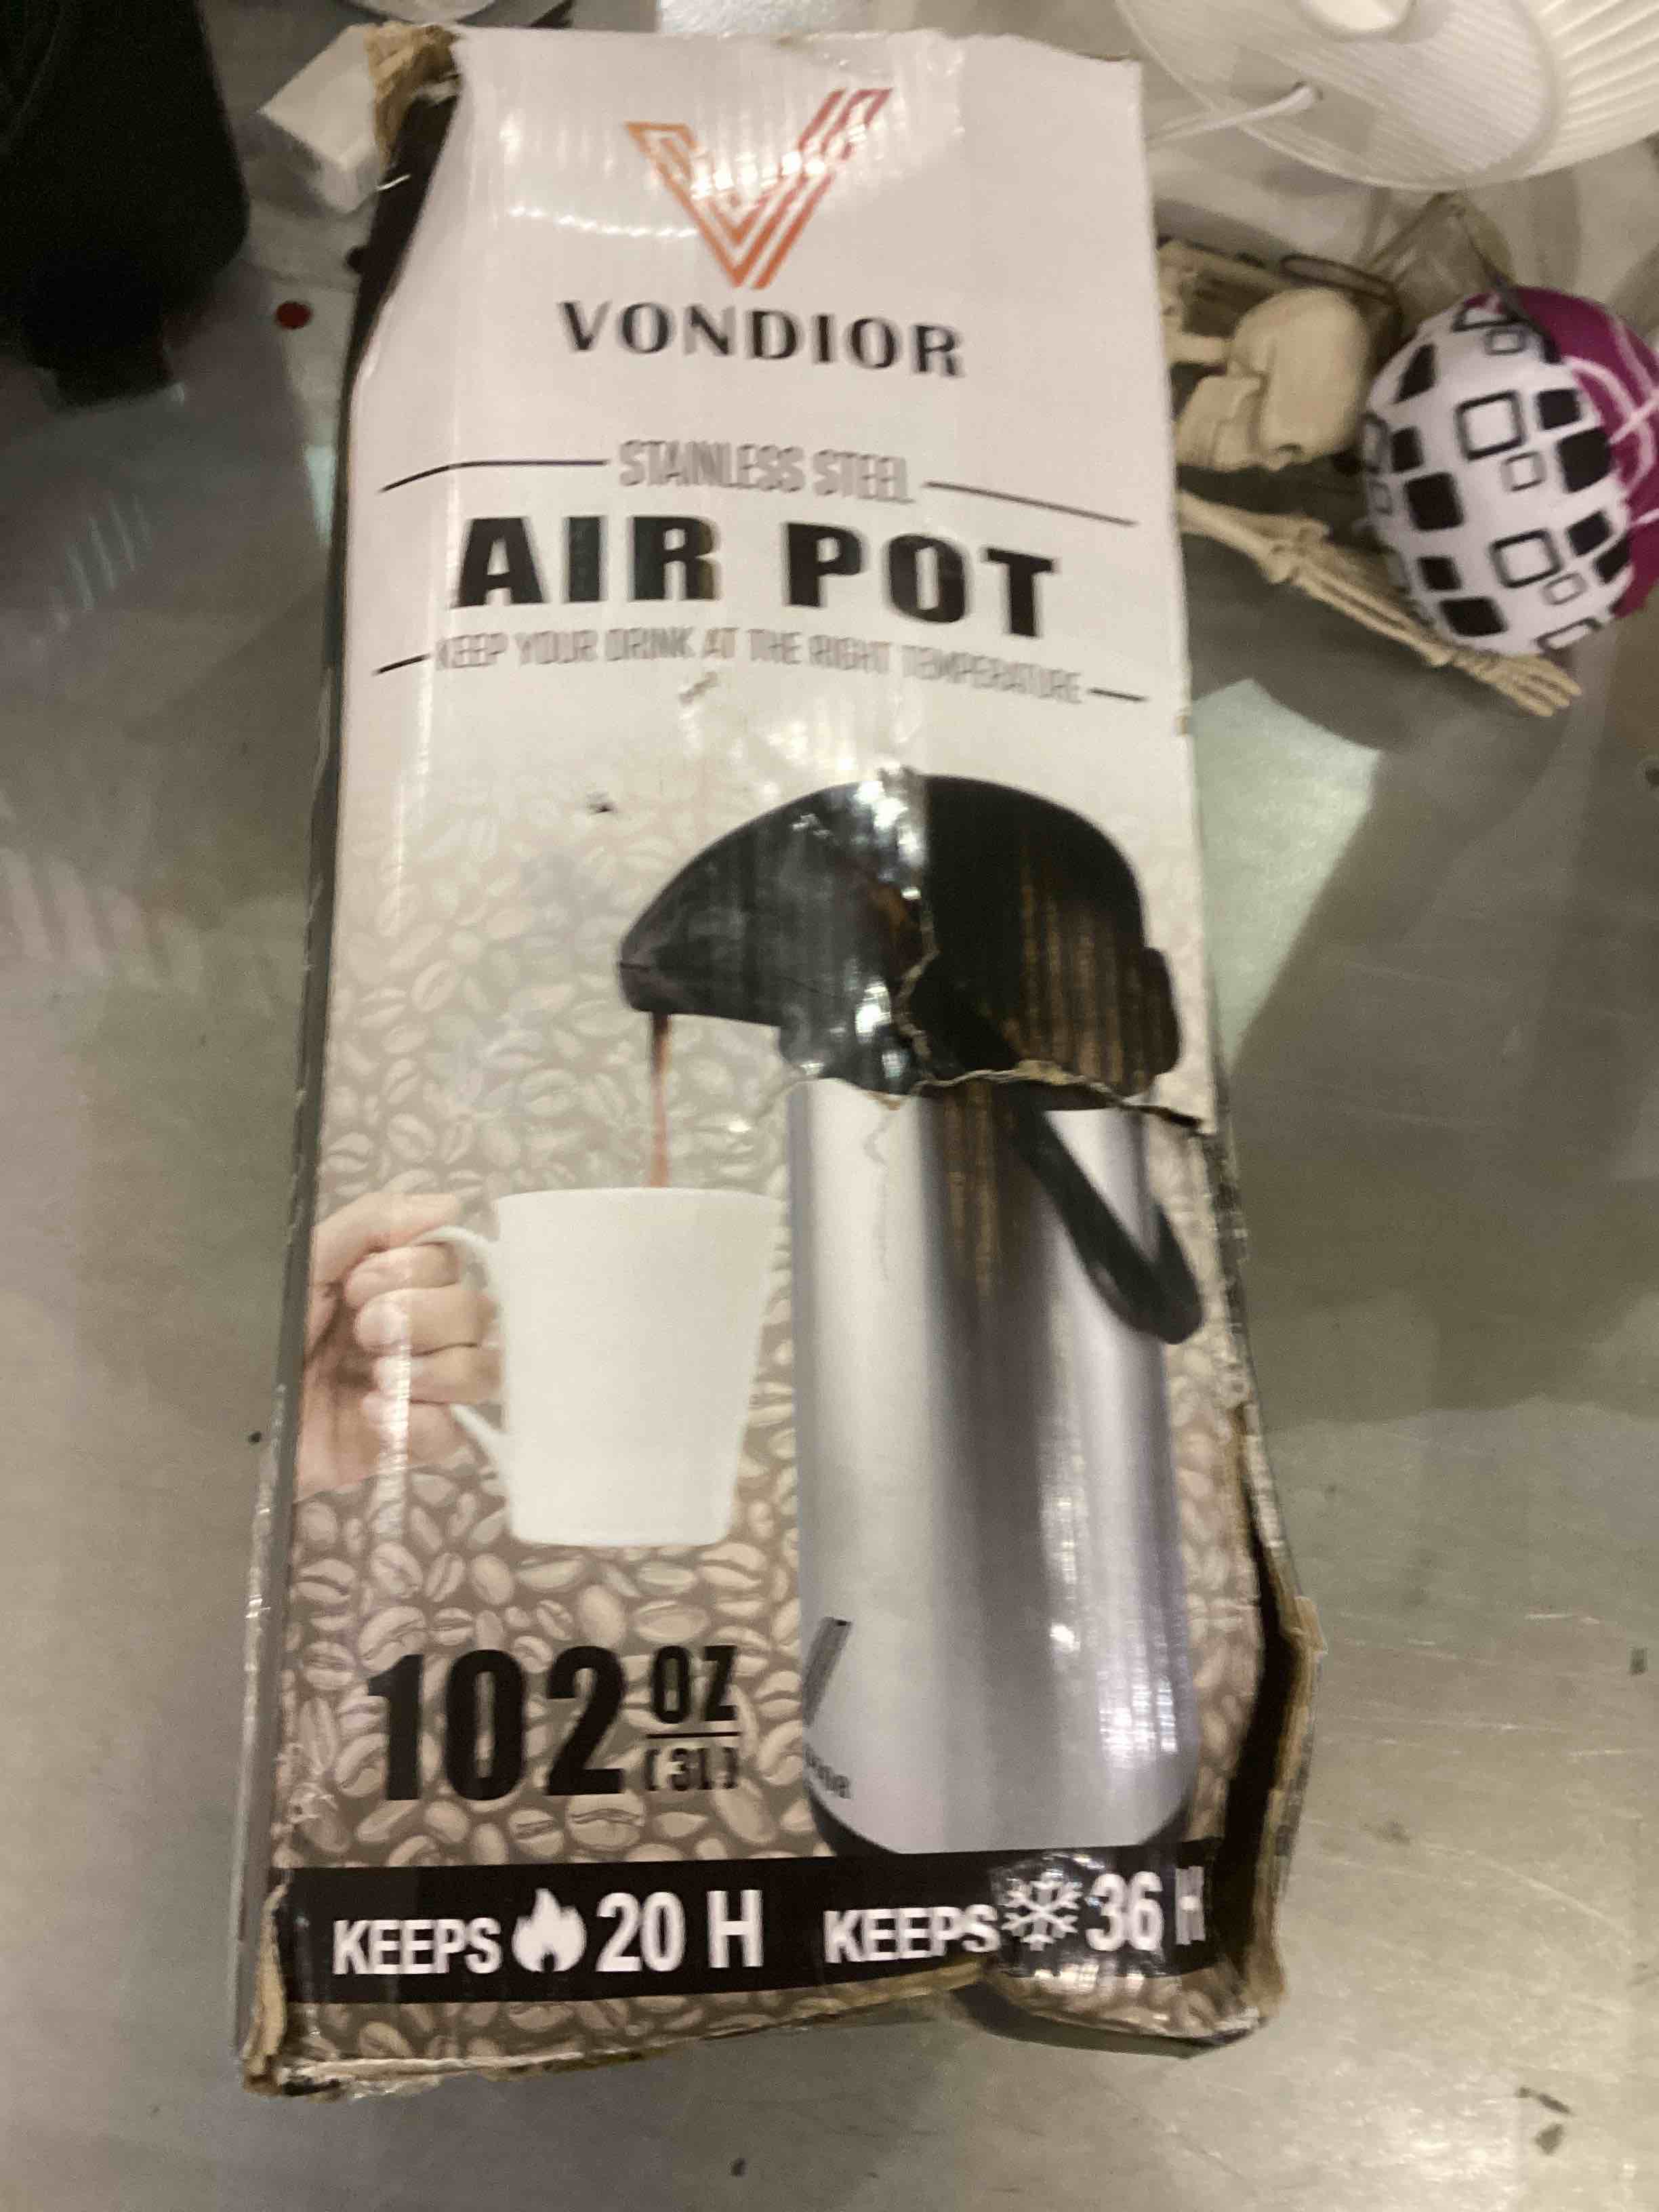 VONDIOR
STAINLESS STEEL
AIR POT
KEEP YOUR DRINK AT THE RIGHT TEMPERATURE
102 OZ
(3L)
KEEPS 20 H KEEPS 36 H